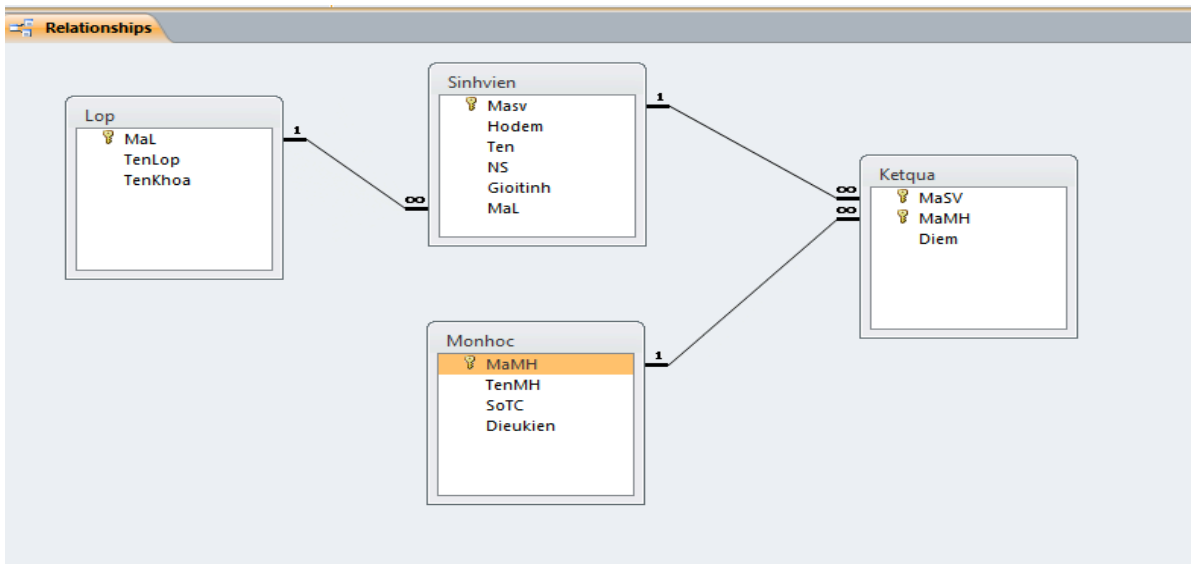 Relationships
Lop
MaL
TenLop
TenKhoa
1
∞
Sinhvien
Masv
Hodem
Ten
NS
Gioitinh
MaL
1
∞
∞
Ketqua
MaSV
MaMH
Diem
Monhoc
MaMH
TenMH
SoTC
Dieukien
1